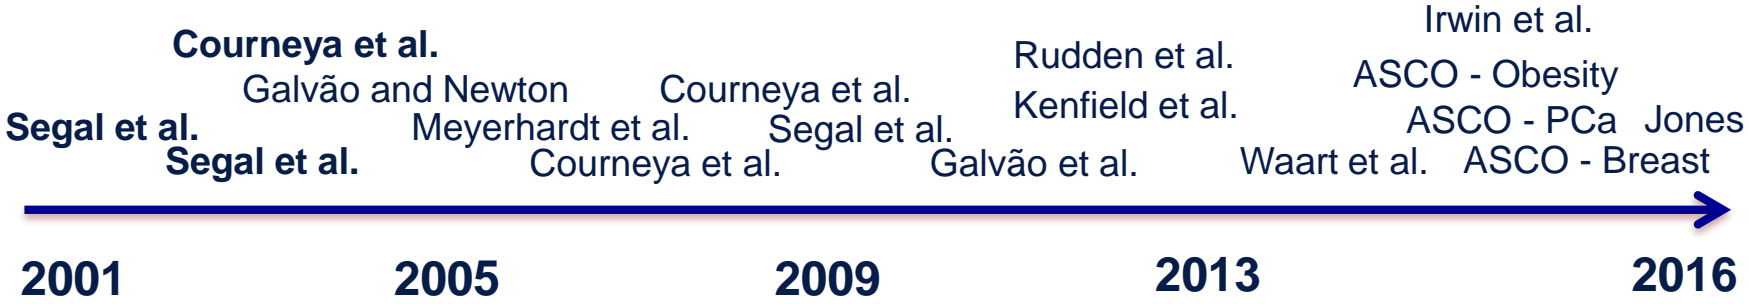 Irwin et al.
Courneya et al.
Rudden et al.
ASCO - Obesity
Galvão and Newton
Courneya et al.
Kenfield et al.
Segal et al.
Meyerhardt et al.
Segal et al.
ASCO - PCa
Jones
Segal et al.
Courneya et al.
Galvão et al.
Waart et al.
ASCO - Breast
2001
2005
2009
2013
2016